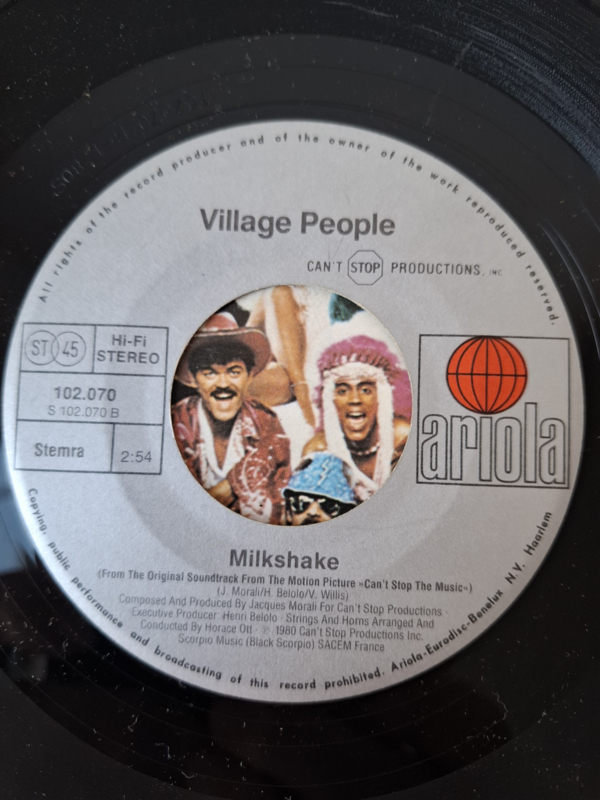 All rights of the record producer and of the owner of the work reproduced reserved.
Village People
CAN'T STOP PRODUCTIONS, INC
ST 45
Hi-Fi
STEREO
102.070
S 102.070 B
Stemra
2:54
ariola
Milkshake
(From The Original Soundtrack From The Motion Picture »Can't Stop The Music«)
(J. Morali/H. Belolo/V. Willis)
Composed And Produced By Jacques Morali For Can't Stop Productions ·
Executive Producer: Henri Belolo · Strings And Horns Arranged And
Conducted By Horace Ott · ℗ 1980 Can't Stop Productions Inc.
Scorpio Music (Black Scorpio) SACEM France
Copying, public performance and broadcasting of this record prohibited. Ariola-Eurodisc-Benelux N.V. Haarlem